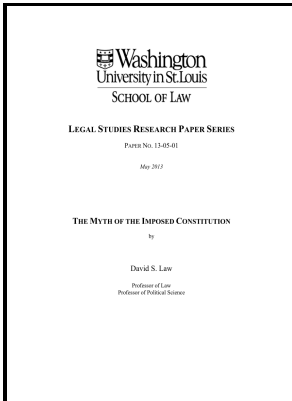 Washington
University in St. Louis
SCHOOL OF LAW
LEGAL STUDIES RESEARCH PAPER SERIES
PAPER NO. 13-05-01
May 2013
THE MYTH OF THE IMPOSED CONSTITUTION
by
David S. Law
Professor of Law
Professor of Political Science